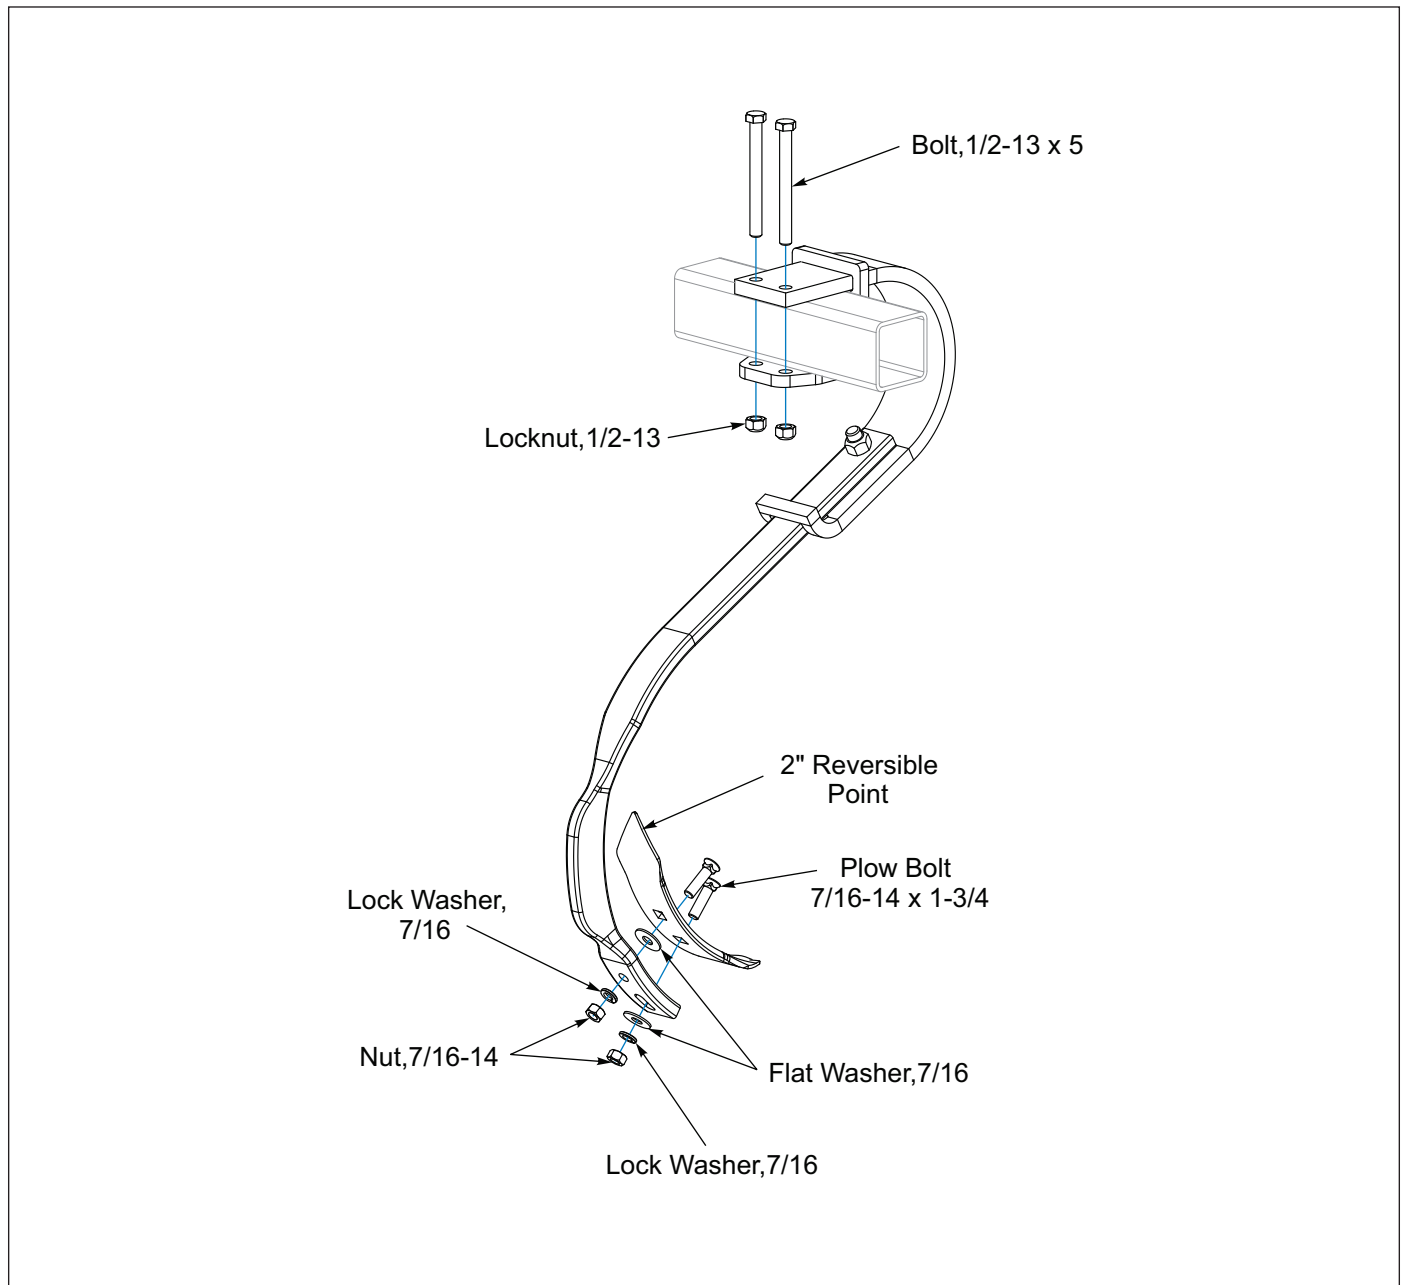 Bolt,1/2-13 x 5
Locknut,1/2-13
2" Reversible
Point
Plow Bolt
7/16-14 x 1-3/4
Lock Washer,
7/16
Nut,7/16-14
Flat Washer,7/16
Lock Washer,7/16